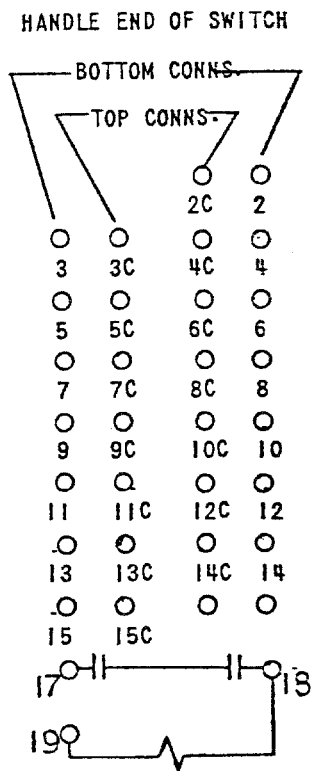 HANDLE END OF SWITCH
BOTTOM CONNS.
TOP CONNS.
2C 2
3 3C 4C 4
5 5C 6C 6
7 7C 8C 8
9 9C 10C 10
11 11C 12C 12
13 13C 14C 14
15 15C
17 18
19